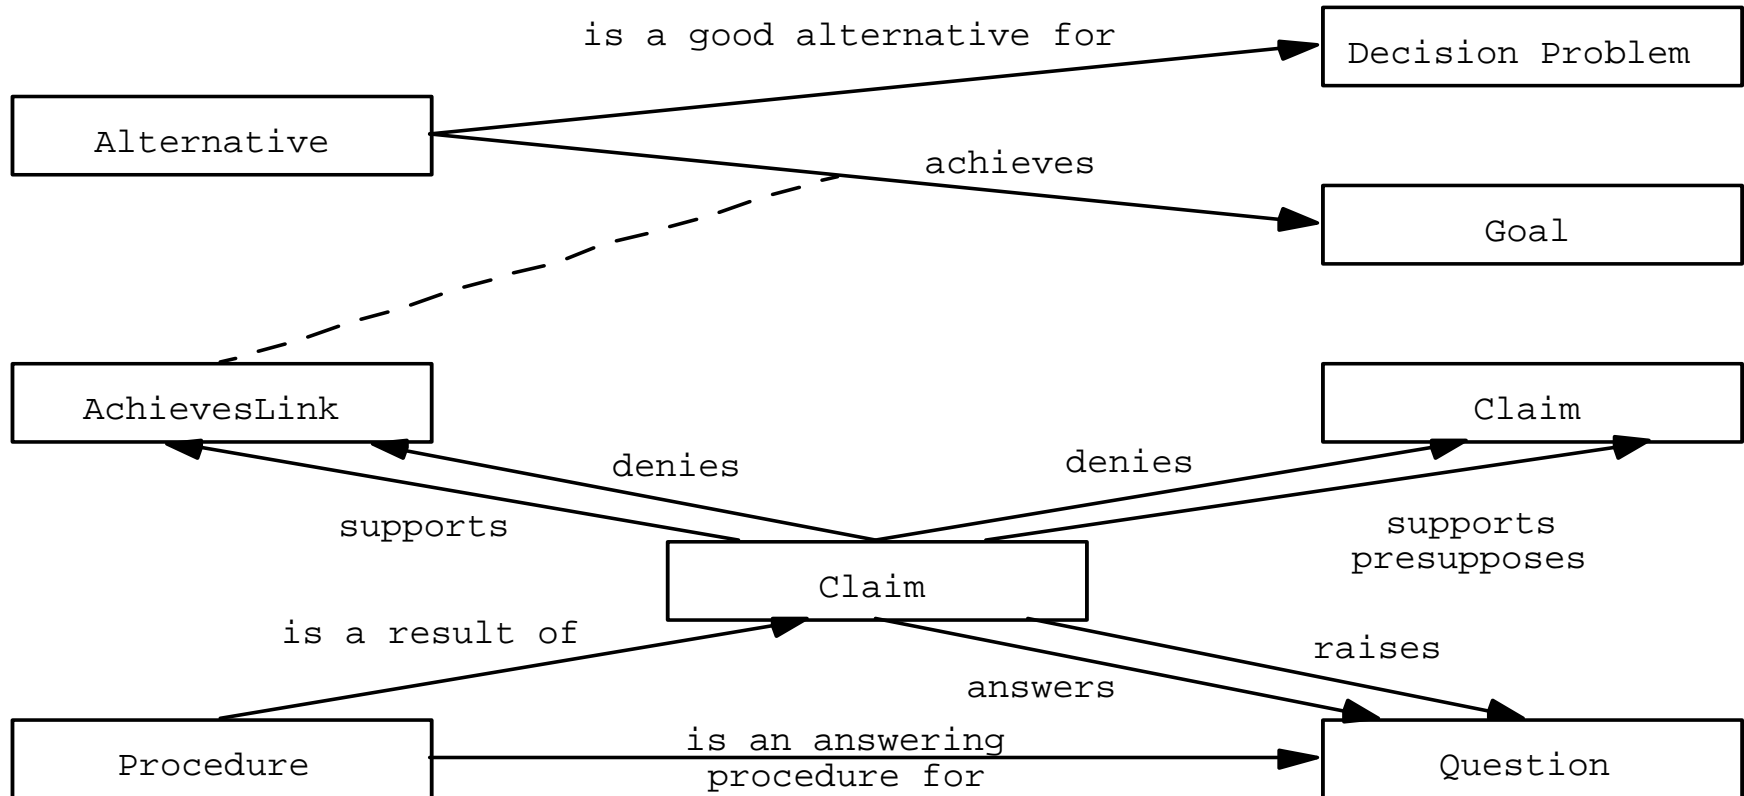 is a good alternative for
Decision Problem
Alternative
achieves
Goal
AchievesLink
Claim
denies
denies
supports
supports
presupposes
Claim
is a result of
raises
answers
is an answering
procedure for
Procedure
Question